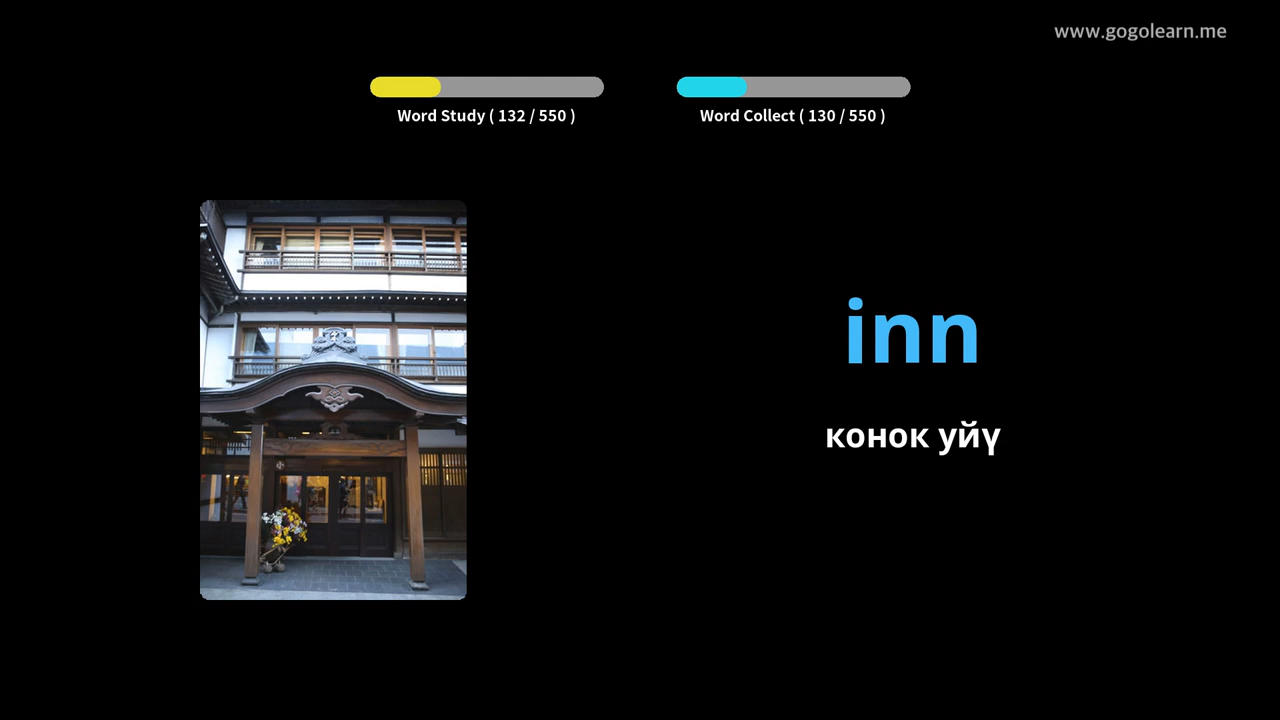 www.gogolearn.me
Word Study ( 132 / 550 )
Word Collect ( 130 / 550 )
inn
конок үйү